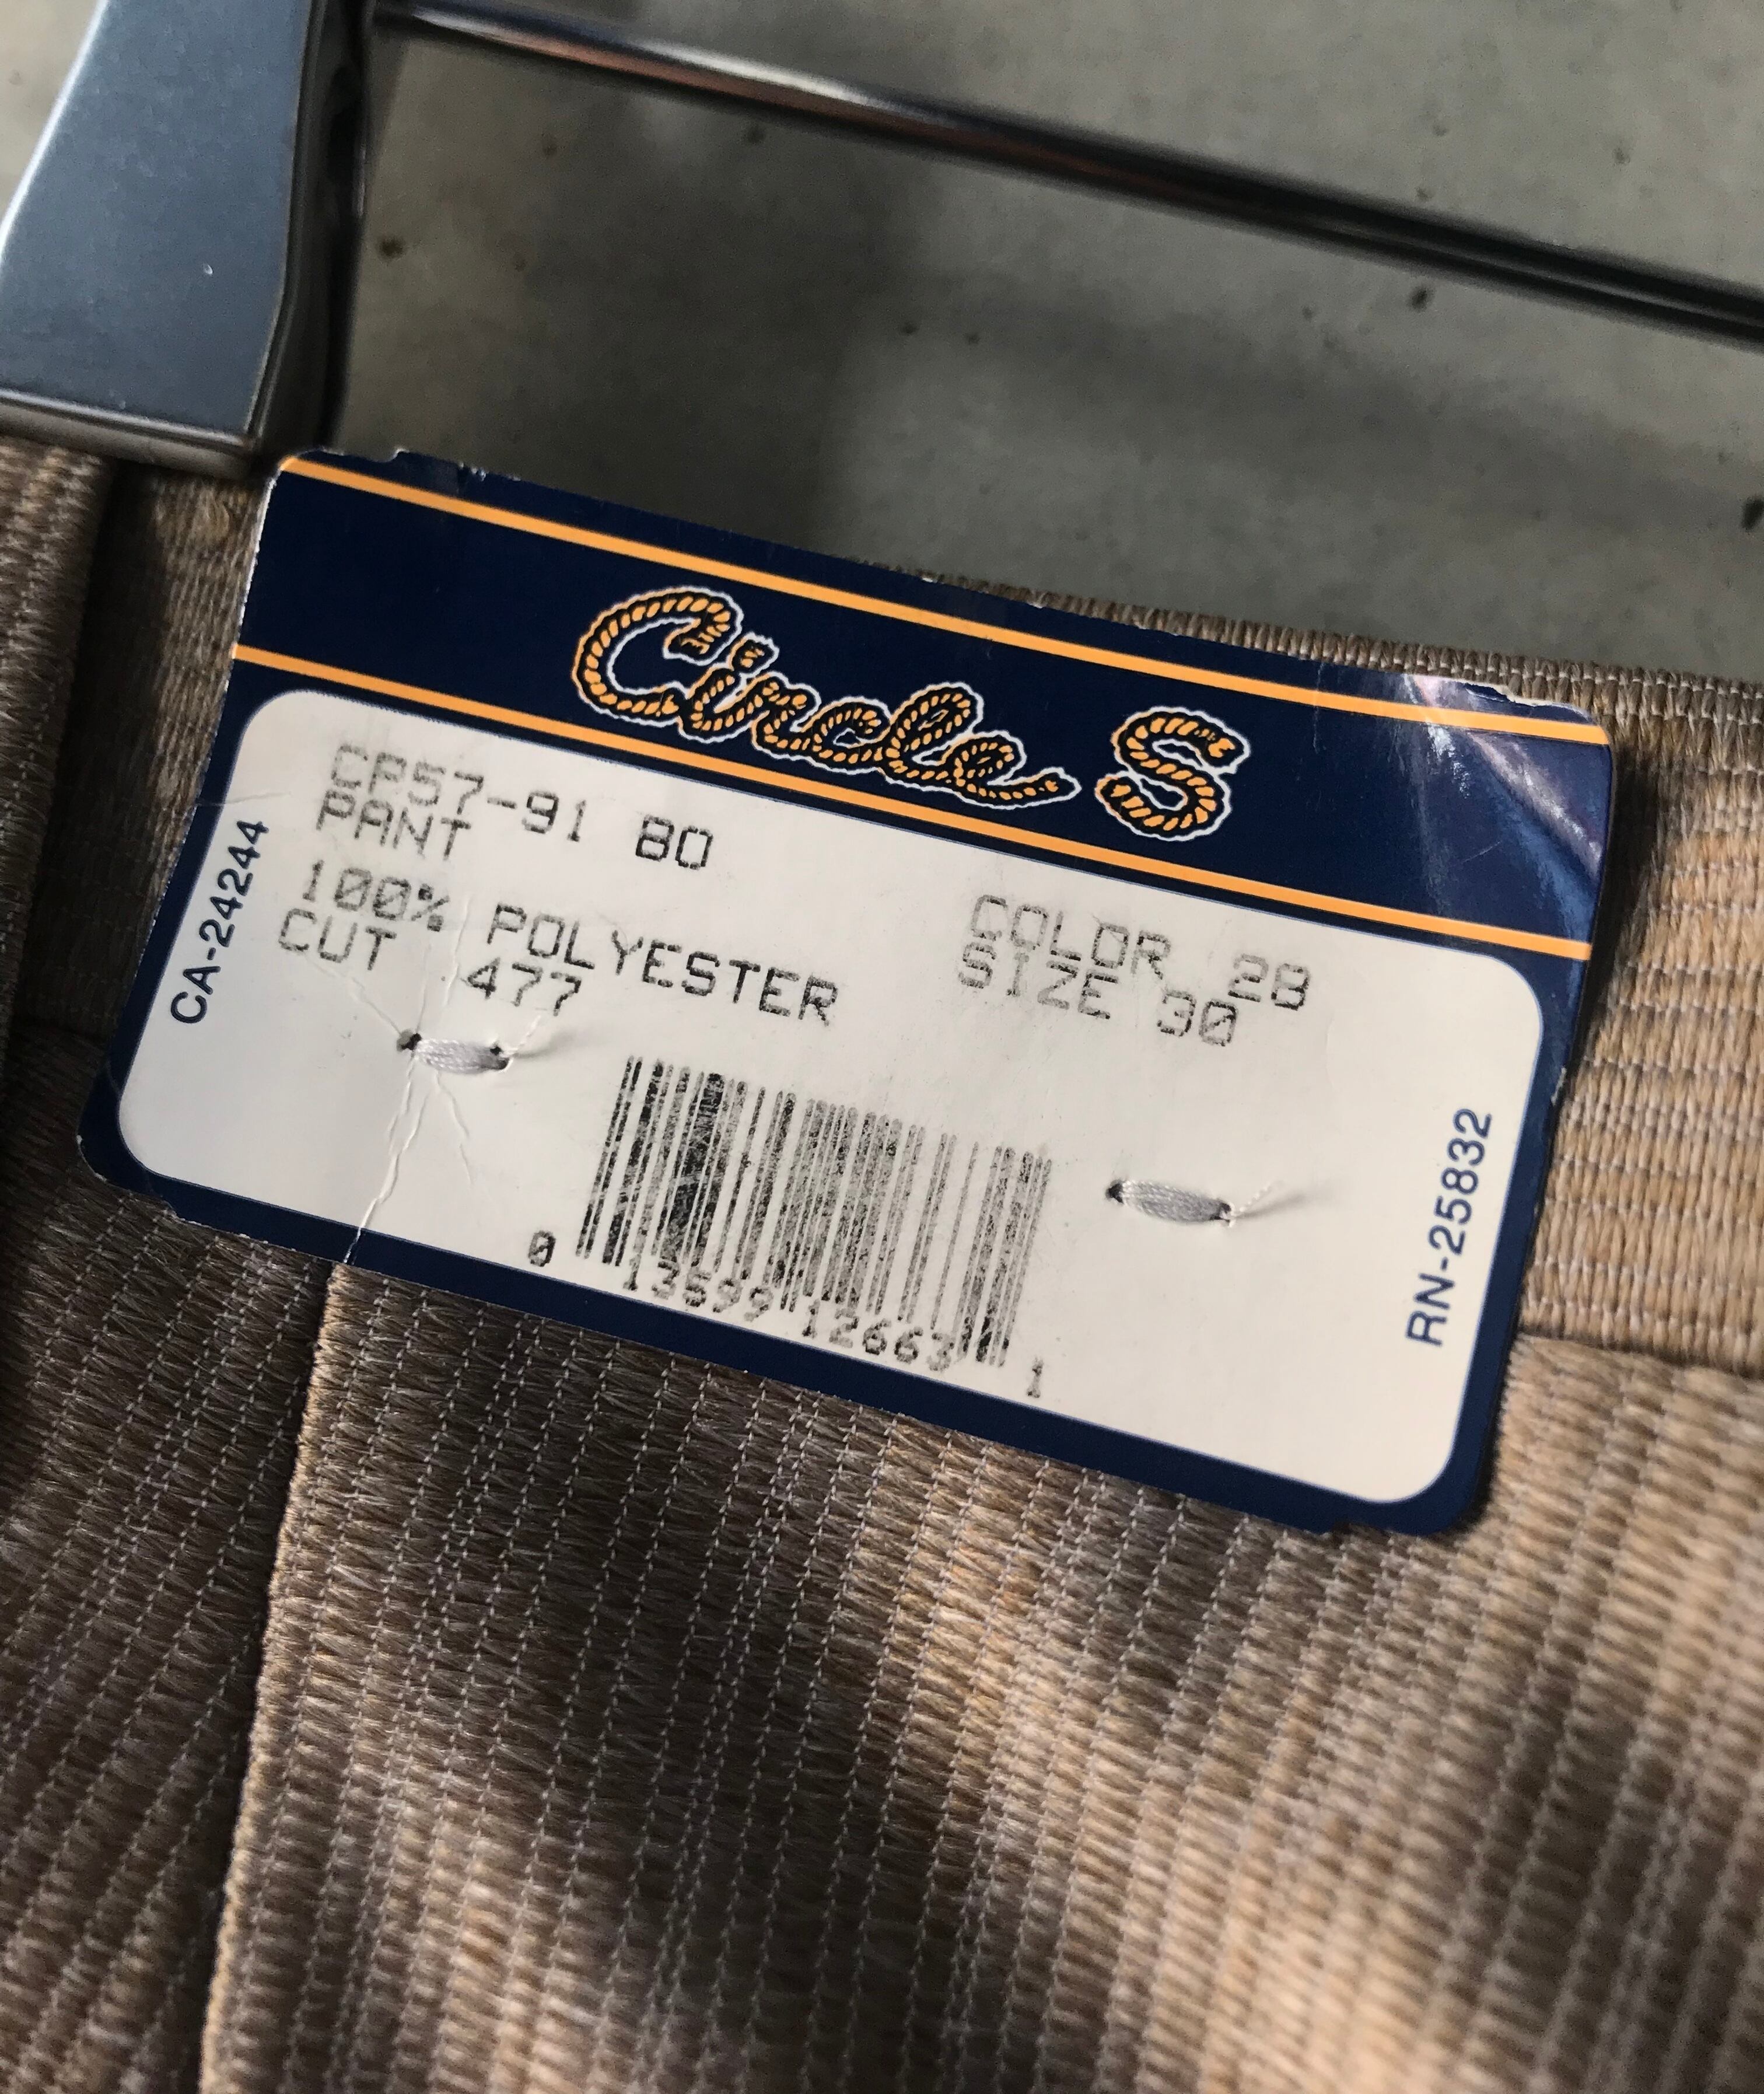 Circle S
CP57-91 BO
PANT
100% POLYESTER
CUT 477
COLOR 28
SIZE 30
CA-24244
RN-25832
0 13599 12663 1